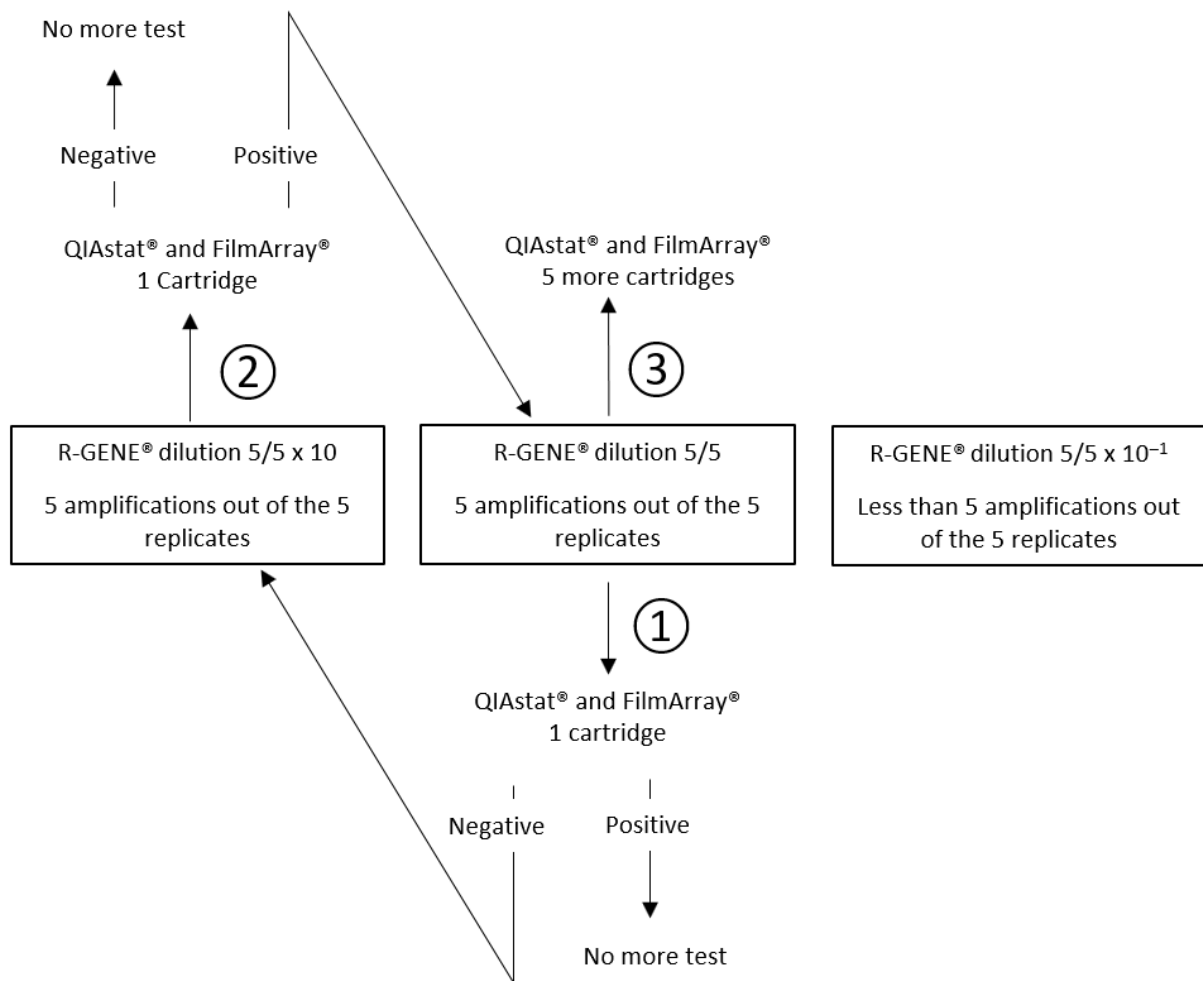 No more test
Negative
Positive
QIAstat® and FilmArray®
1 Cartridge
QIAstat® and FilmArray®
5 more cartridges
②
③
R-GENE® dilution 5/5 x 10
5 amplifications out of the 5
replicates
R-GENE® dilution 5/5
5 amplifications out of the 5
replicates
R-GENE® dilution 5/5 x 10⁻¹
Less than 5 amplifications out
of the 5 replicates
①
QIAstat® and FilmArray®
1 cartridge
Negative
Positive
No more test